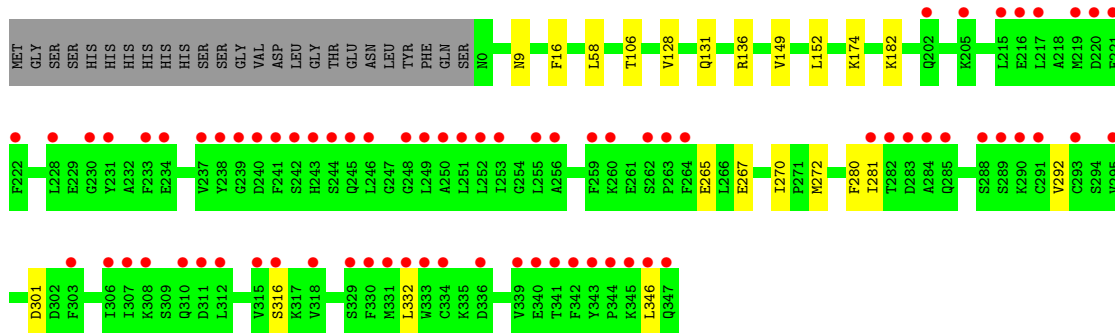 MET GLY SER SER HIS HIS HIS HIS HIS HIS SER SER GLY VAL ASP LEU GLY THR GLU ASN LEU TYR PHE GLN SER N0 N9 F16 L58 T106 V128 Q131 R136 V149 L152 K174 K182 Q202 K205 L215 E216 L217 A218 M219 D220
F222 L228 E229 G230 Y231 A232 F233 E234 V237 Y238 G239 D240 F241 S242 H243 S244 Q245 L246 G247 G248 L249 A250 L251 L252 I253 G254 L255 A256 F259 K260 E261 S262 P263 F264 E265 L266 E267 I270 P271 M272 F280 I281 T282 D283 A284 Q285 S288 S289 K290 C291 V292 C293 S294
D301 D302 F303 I306 I307 K308 S309 Q310 D311 L312 V315 S316 K317 V318 S329 F330 M331 L332 W333 C334 K335 D336 V339 E340 T341 F342 Y343 P344 K345 L346 Q347